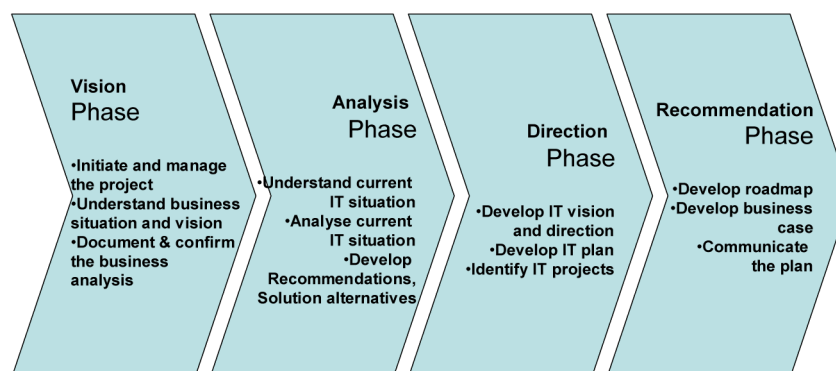 Vision
Phase
•Initiate and manage
the project
•Understand business
situation and vision
•Document & confirm
the business
analysis
Analysis
Phase
•Understand current
IT situation
•Analyse current
IT situation
•Develop
Recommendations,
Solution alternatives
Direction
Phase
•Develop IT vision
and direction
•Develop IT plan
•Identify IT projects
Recommendation
Phase
•Develop roadmap
•Develop business
case
•Communicate
the plan